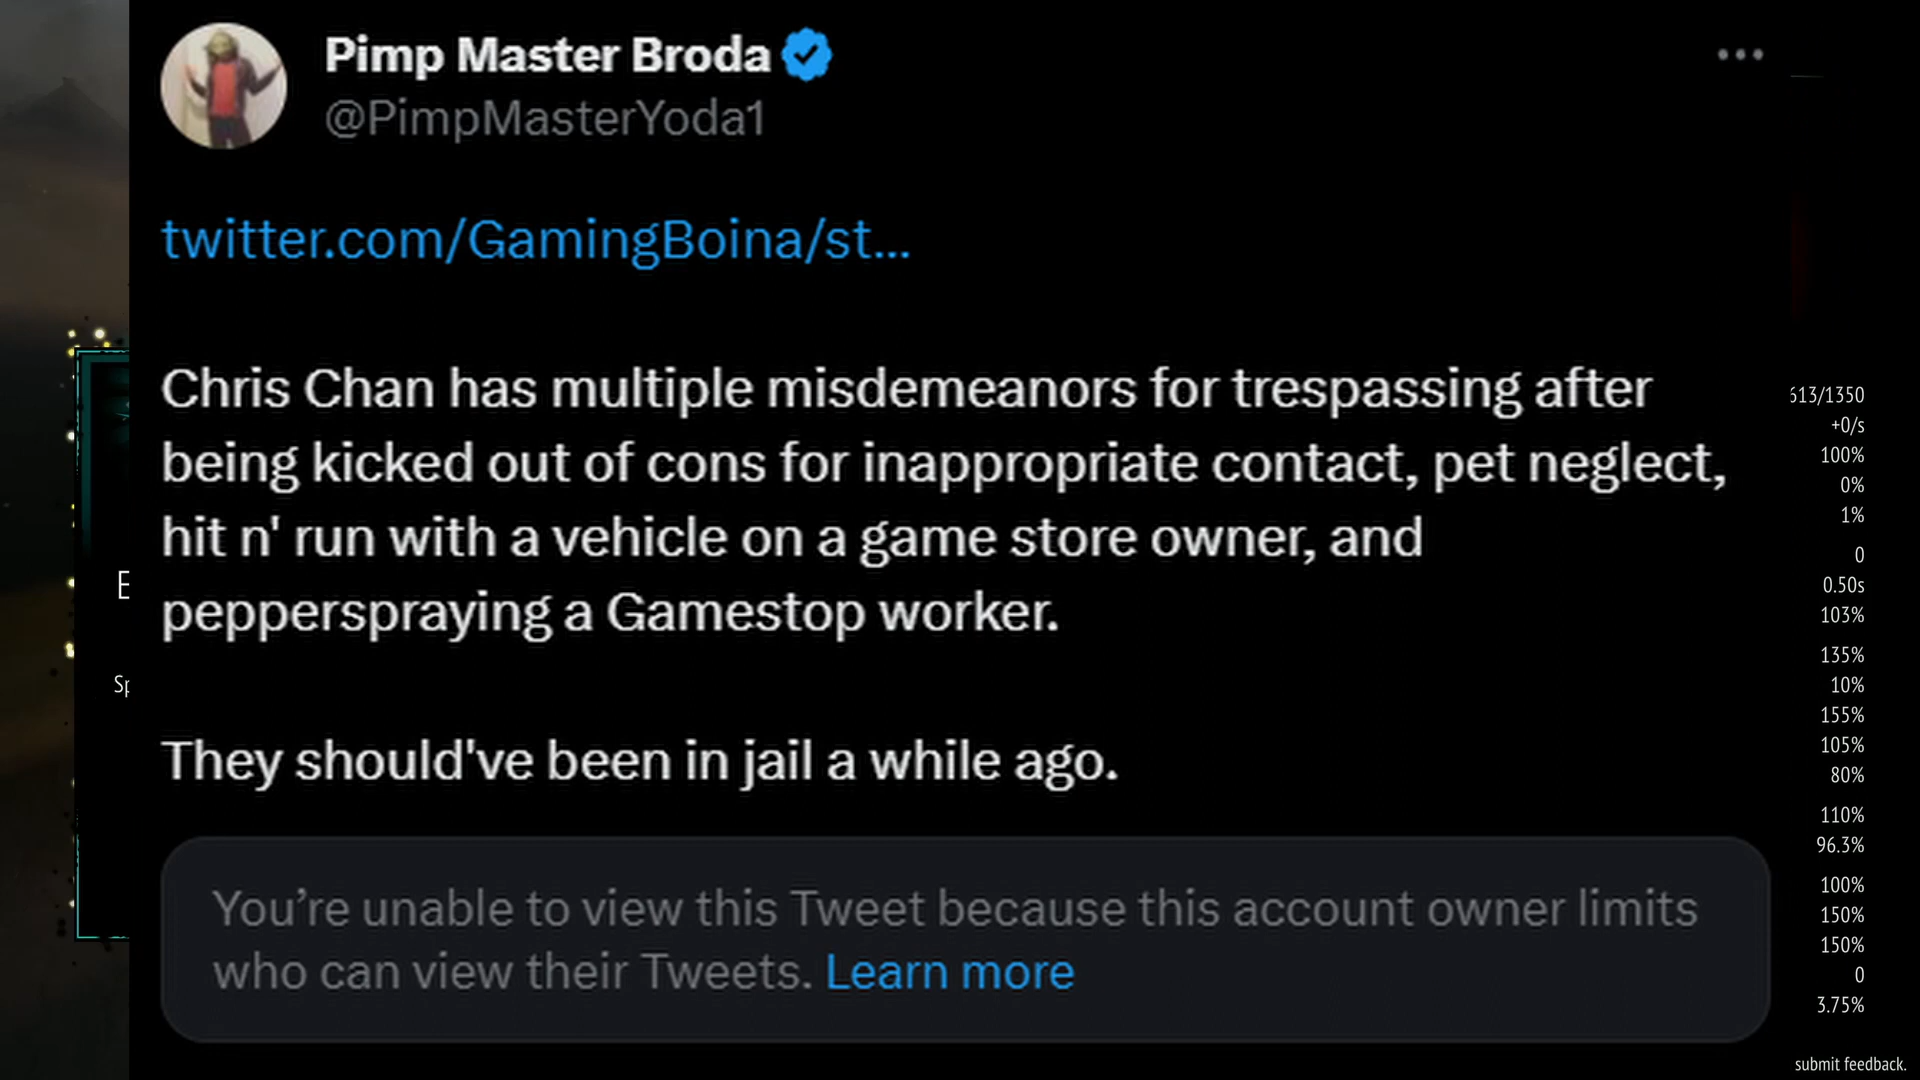 Pimp Master Broda
@PimpMasterYoda1
twitter.com/GamingBoina/st...
Chris Chan has multiple misdemeanors for trespassing after
being kicked out of cons for inappropriate contact, pet neglect,
hit n' run with a vehicle on a game store owner, and
pepperspraying a Gamestop worker.
They should've been in jail a while ago.
You’re unable to view this Tweet because this account owner limits
who can view their Tweets. Learn more
E
Sp
613/1350
+0/s
100%
0%
1%
0
0.50s
103%
135%
10%
155%
105%
80%
110%
96.3%
100%
150%
150%
0
3.75%
submit feedback.